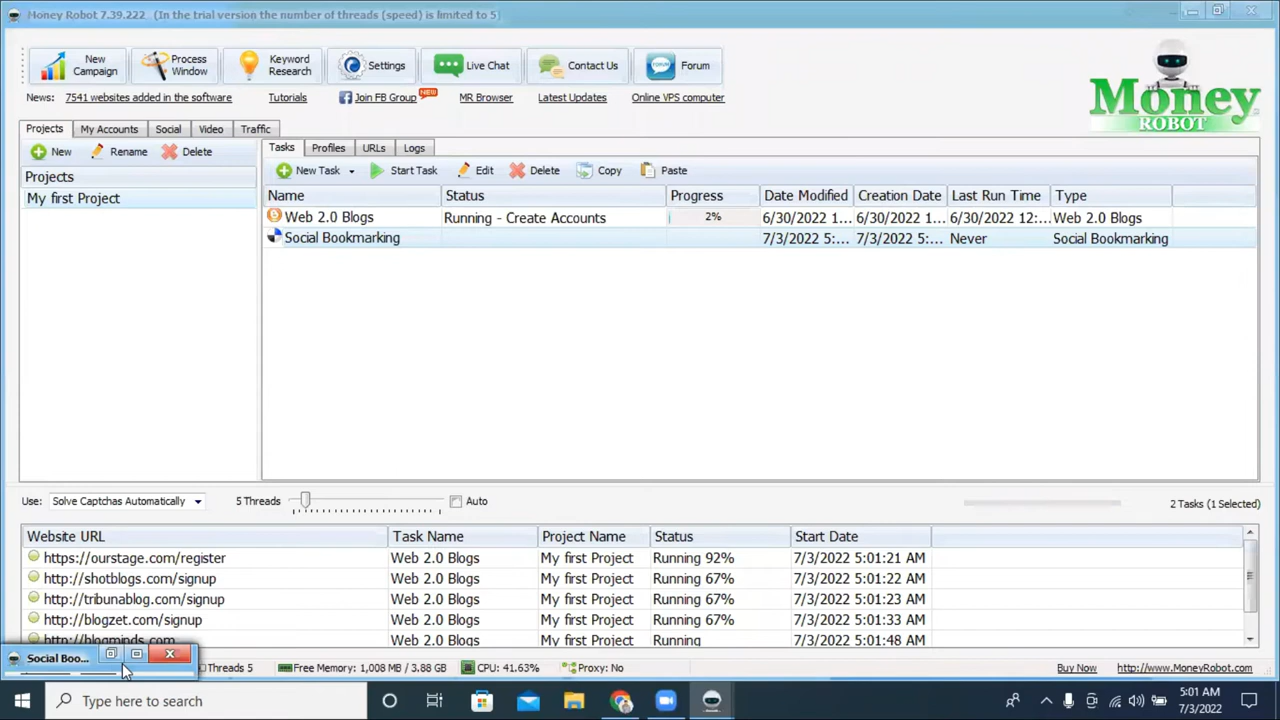 Money Robot 7.39.222 (In the trial version the number of threads (speed) is limited to 5
New Campaign
Process Window
Keyword Research
Settings
Live Chat
Contact Us
Forum
Money ROBOT
News: 7541 websites added in the software Tutorials Join FB Group NEW MR Browser Latest Updates Online VPS computer
Projects My Accounts Social Video Traffic
New Rename Delete
Projects
My first Project
Tasks Profiles URLs Logs
New Task Start Task Edit Delete Copy Paste
Name Status Progress Date Modified Creation Date Last Run Time Type
Web 2.0 Blogs Running - Create Accounts 2% 6/30/2022 1... 6/30/2022 1... 6/30/2022 12:... Web 2.0 Blogs
Social Bookmarking 7/3/2022 5:... 7/3/2022 5:... Never Social Bookmarking
Use: Solve Captchas Automatically 5 Threads Auto 2 Tasks (1 Selected)
Website URL Task Name Project Name Status Start Date
https://ourstage.com/register Web 2.0 Blogs My first Project Running 92% 7/3/2022 5:01:21 AM
http://shotblogs.com/signup Web 2.0 Blogs My first Project Running 67% 7/3/2022 5:01:22 AM
http://tribunablog.com/signup Web 2.0 Blogs My first Project Running 67% 7/3/2022 5:01:23 AM
http://blogzet.com/signup Web 2.0 Blogs My first Project Running 67% 7/3/2022 5:01:33 AM
http://blogminds.com Web 2.0 Blogs My first Project Running 7/3/2022 5:01:48 AM
Social Boo...
Threads 5 Free Memory: 1,008 MB / 3.88 GB CPU: 41.63% Proxy: No Buy Now http://www.MoneyRobot.com
Type here to search
5:01 AM
7/3/2022